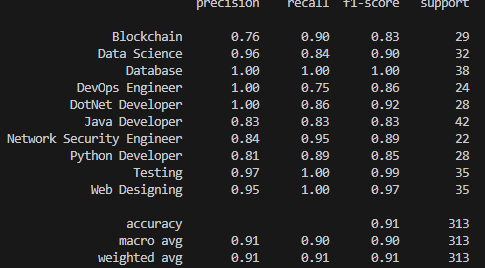 precision recall f1-score support
Blockchain 0.76 0.90 0.83 29
Data Science 0.96 0.84 0.90 32
Database 1.00 1.00 1.00 38
DevOps Engineer 1.00 0.75 0.86 24
DotNet Developer 1.00 0.86 0.92 28
Java Developer 0.83 0.83 0.83 42
Network Security Engineer 0.84 0.95 0.89 22
Python Developer 0.81 0.89 0.85 28
Testing 0.97 1.00 0.99 35
Web Designing 0.95 1.00 0.97 35
accuracy 0.91 313
macro avg 0.91 0.90 0.90 313
weighted avg 0.91 0.91 0.91 313